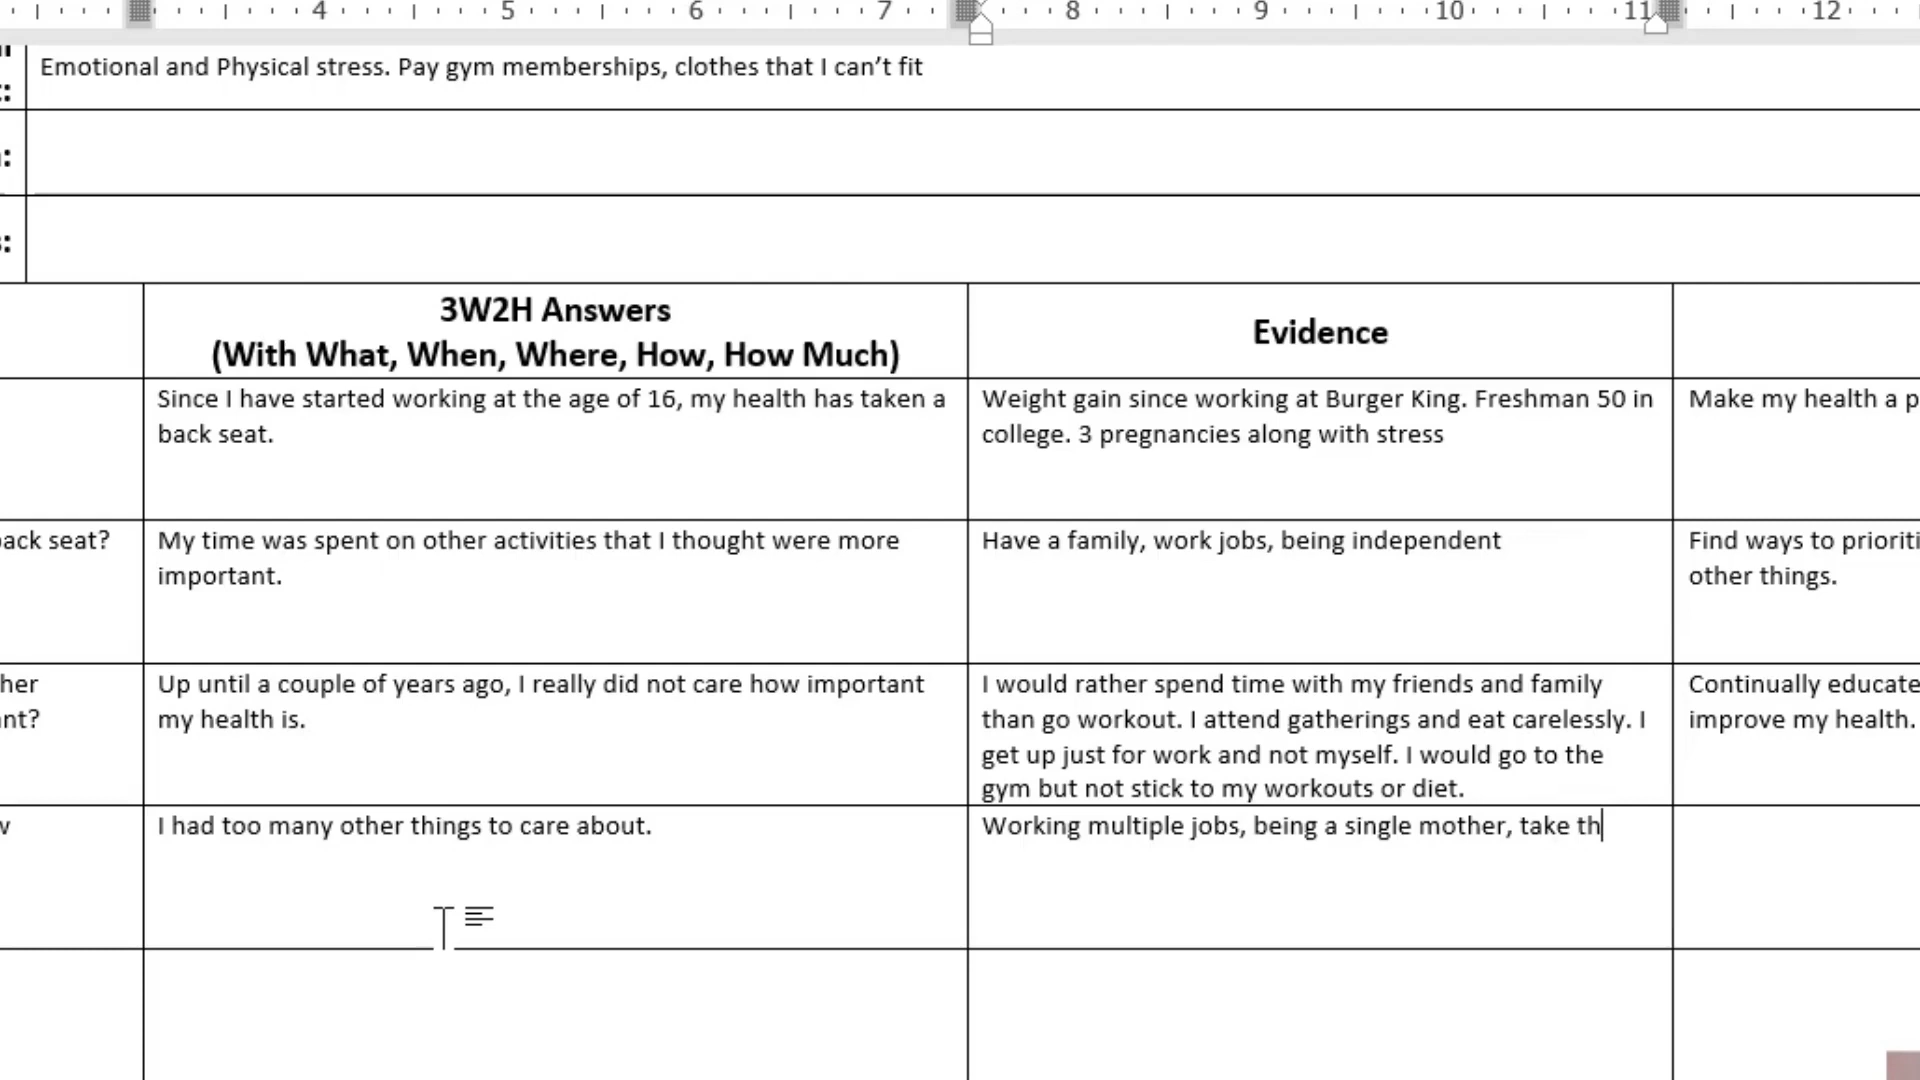 4 5 6 7 8 9 10 11 12
Emotional and Physical stress. Pay gym memberships, clothes that I can’t fit
:
:
:
3W2H Answers
(With What, When, Where, How, How Much)
Evidence
Since I have started working at the age of 16, my health has taken a
back seat.
Weight gain since working at Burger King. Freshman 50 in
college. 3 pregnancies along with stress
Make my health a p
ack seat?
My time was spent on other activities that I thought were more
important.
Have a family, work jobs, being independent
Find ways to prioriti
other things.
her
nt?
Up until a couple of years ago, I really did not care how important
my health is.
I would rather spend time with my friends and family
than go workout. I attend gatherings and eat carelessly. I
get up just for work and not myself. I would go to the
gym but not stick to my workouts or diet.
Continually educate
improve my health.
w
I had too many other things to care about.
Working multiple jobs, being a single mother, take th